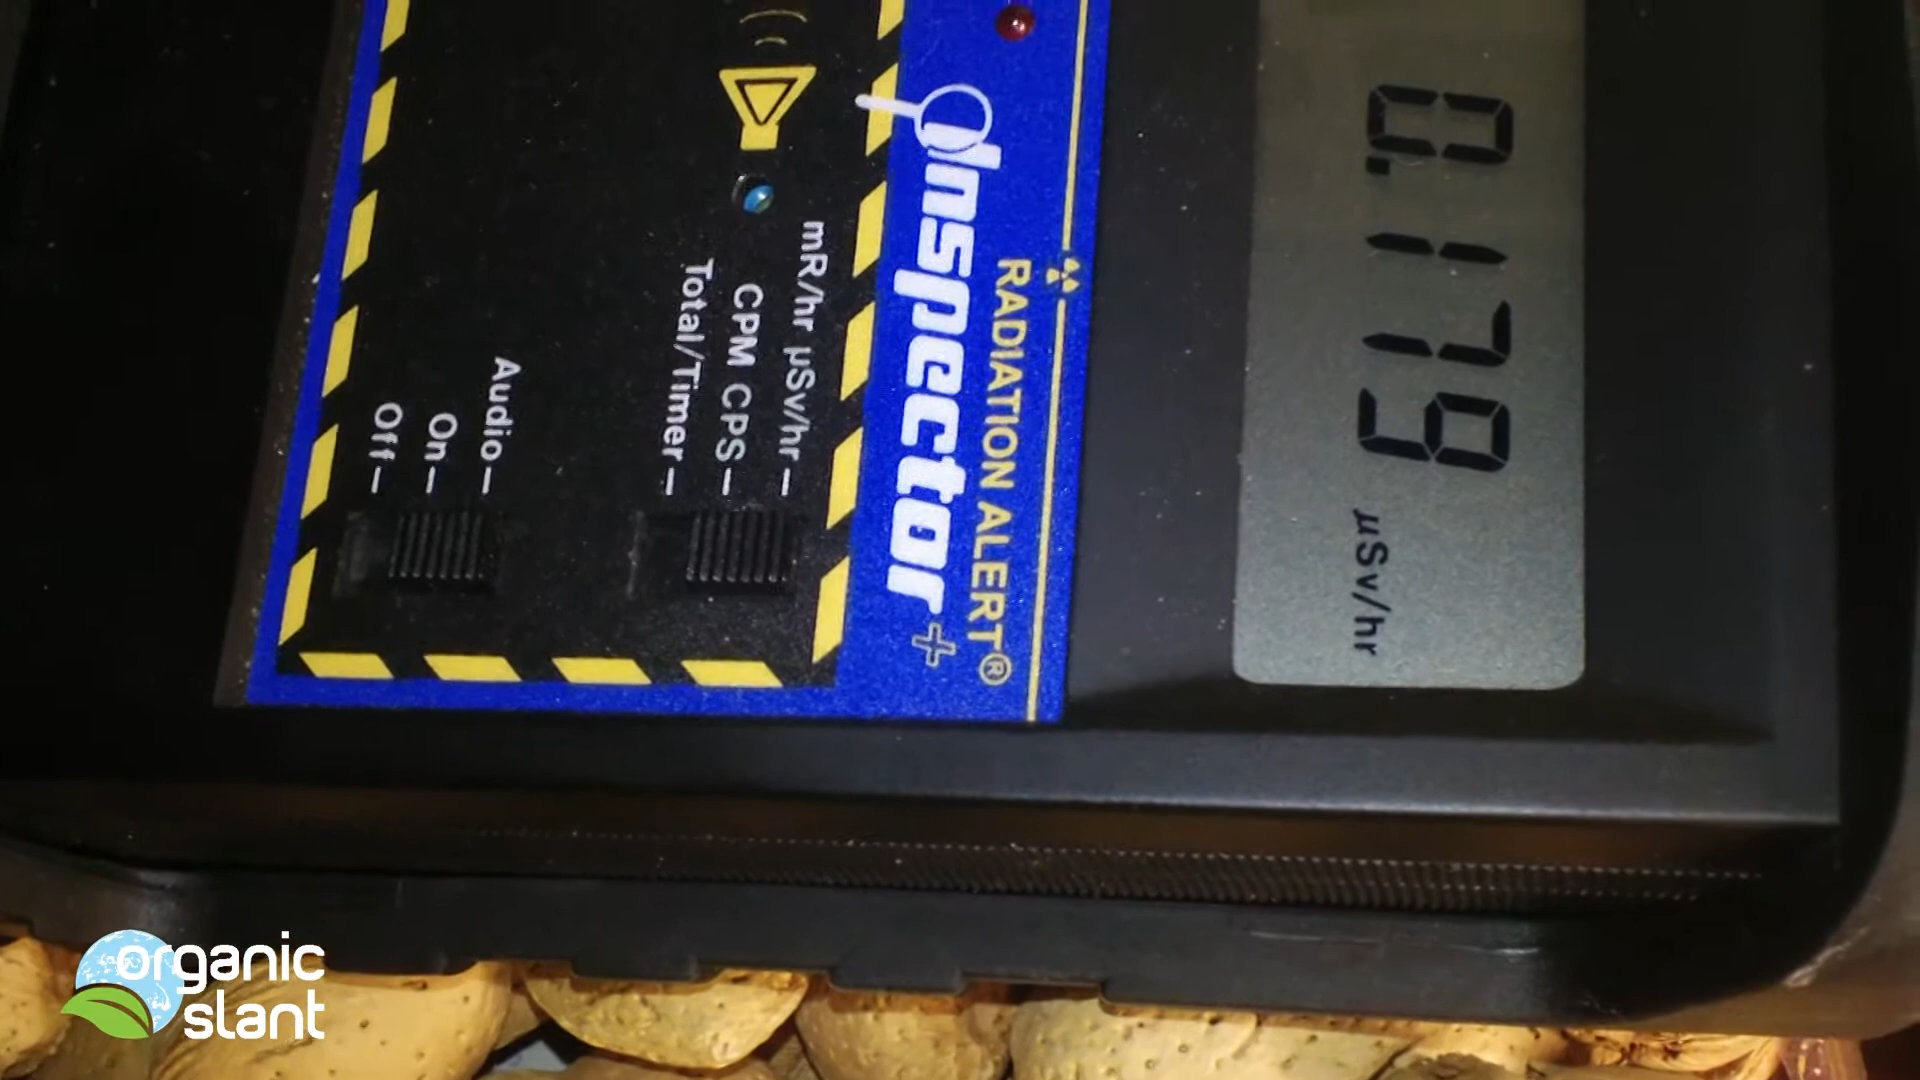 0.179 µSv/hr
RADIATION ALERT®
Inspector+
mR/hr µSv/hr
CPM CPS
Total/Timer
Audio
On
Off
organic
slant